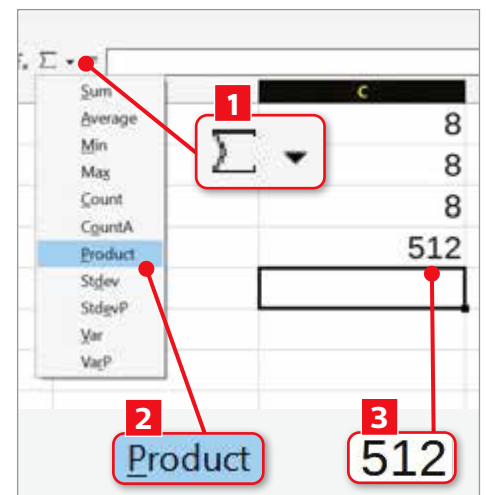 Σ
Sum
Average
Min
Max
Count
CountA
Product
Stdev
StdevP
Var
VarP
C
8
8
8
512
1
Σ
2
Product
3
512